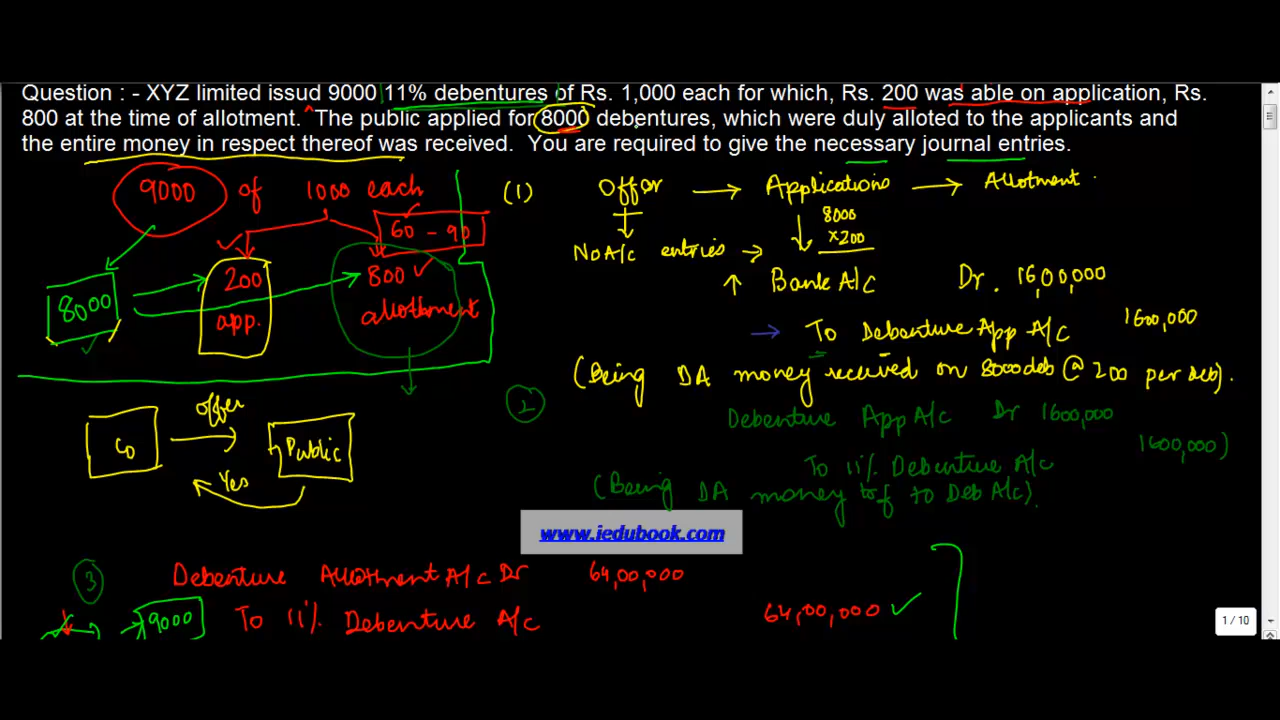 Question : - XYZ limited issud 9000 11% debentures of Rs. 1,000 each for which, Rs. 200 was able on application, Rs.
800 at the time of allotment. ^ The public applied for 8000 debentures, which were duly alloted to the applicants and
the entire money in respect thereof was received. You are required to give the necessary journal entries.
9000 of 1000 each
60 - 90
200 app.
800 allotment
8000
Co
offer
Public
Yes
(1) Offer → Applications → Allotment.
8000
×200
No A/c entries →
↑ Bank A/c Dr. 1600,000
→ To Debenture App A/c 1600,000
(Being DA money received on 8000 deb @ 200 per deb).
2 Debenture App A/c Dr 1600,000
To 11% Debenture A/c 1600,000)
(Being DA money trf to Deb A/c).
www.iedubook.com
3 Debenture Allotment A/c Dr 64,00,000
9000 To 11% Debenture A/c 64,00,000 ✓
1 / 10